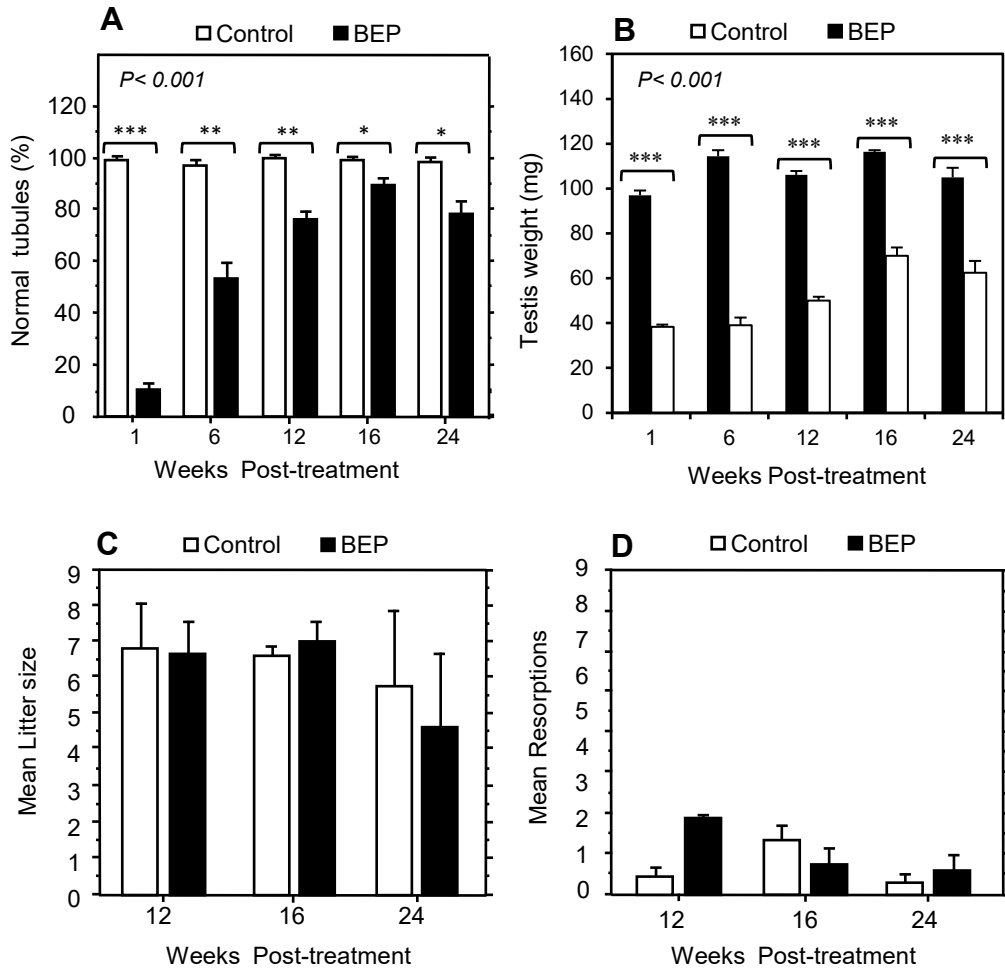 A
Control BEP
P< 0.001
Normal tubules (%)
120
100
80
60
40
20
0
*** ** ** * *
1 6 12 16 24
Weeks Post-treatment
B
Control BEP
P< 0.001
Testis weight (mg)
160
140
120
100
80
60
40
20
0
*** *** *** *** ***
1 6 12 16 24
Weeks Post-treatment
C
Control BEP
Mean Litter size
9
8
7
6
5
4
3
2
1
0
12 16 24
Weeks Post-treatment
D
Control BEP
Mean Resorptions
9
8
7
6
5
4
3
2
1
0
12 16 24
Weeks Post-treatment